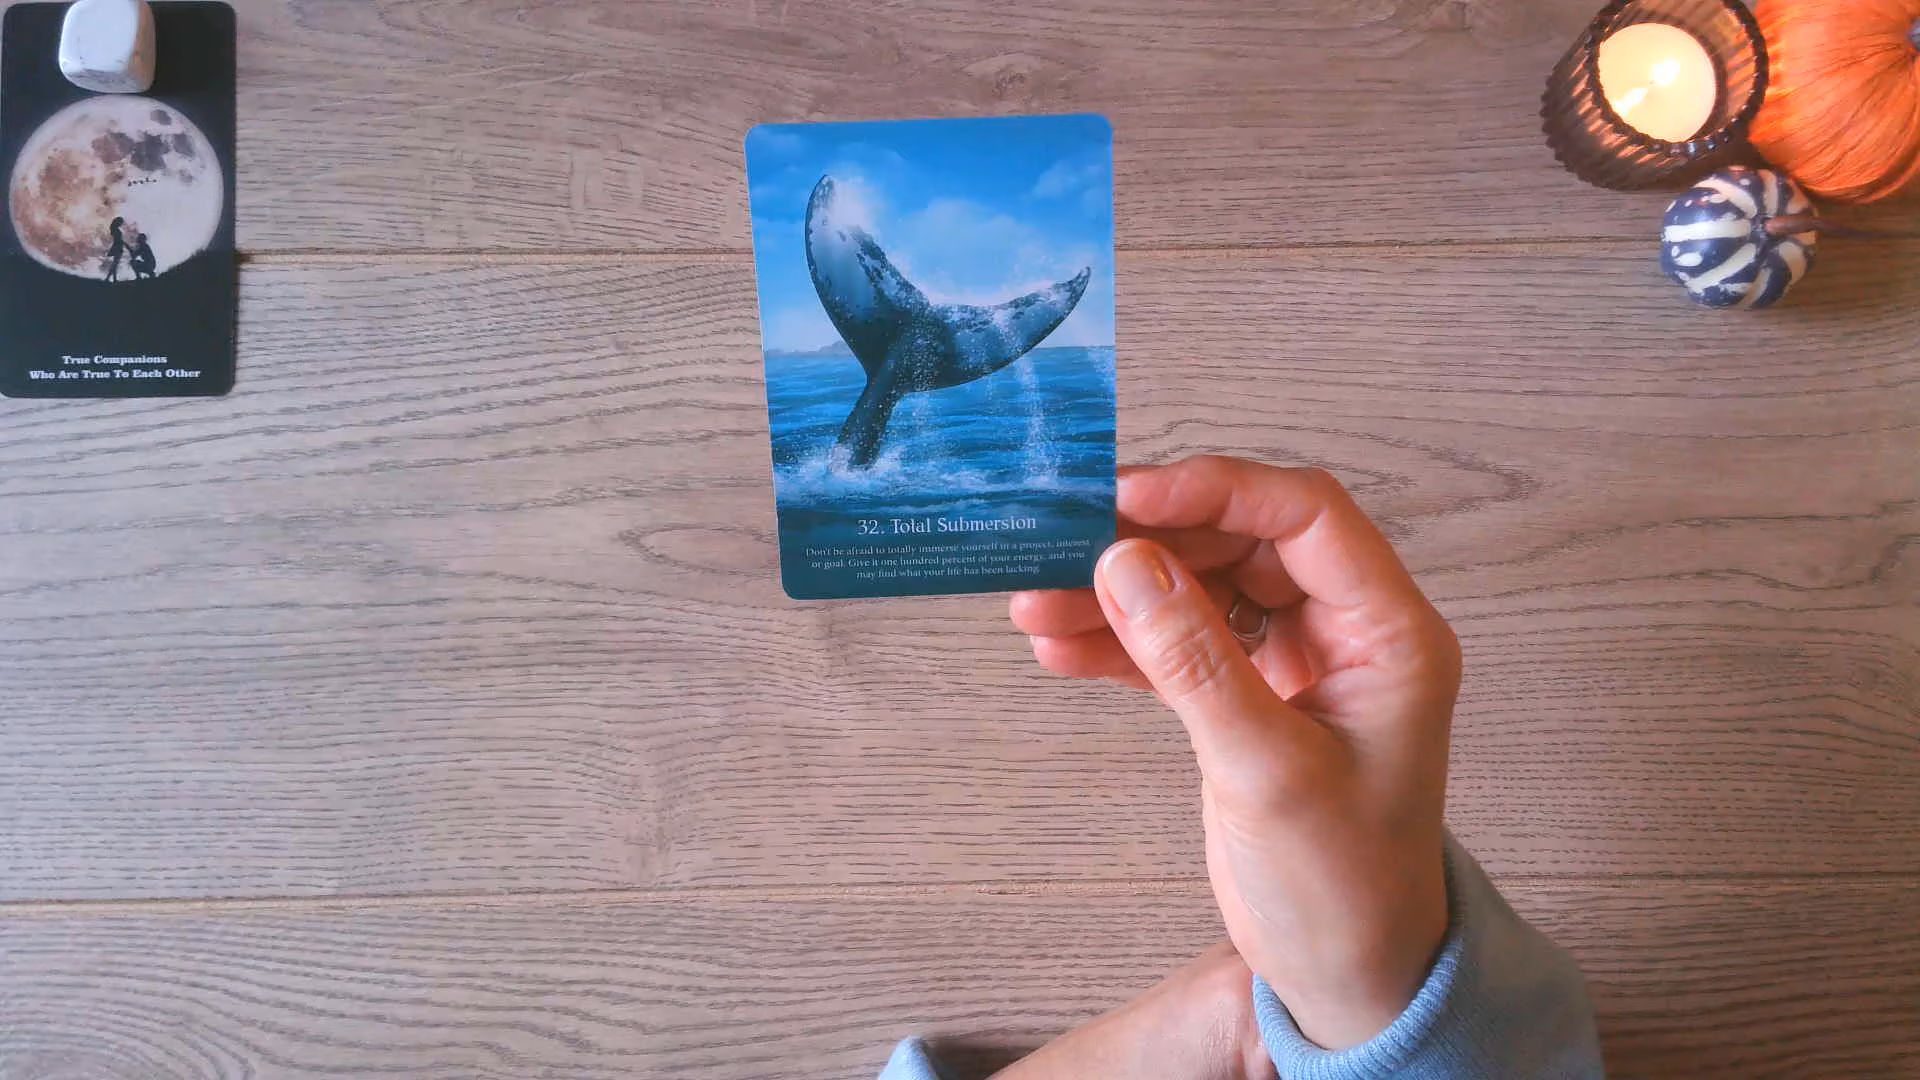 True Companions
Who Are True To Each Other
32. Total Submersion
Don't be afraid to totally immerse yourself in a project, interest
or goal. Give it one hundred percent of your energy, and you
may find what your life has been lacking.